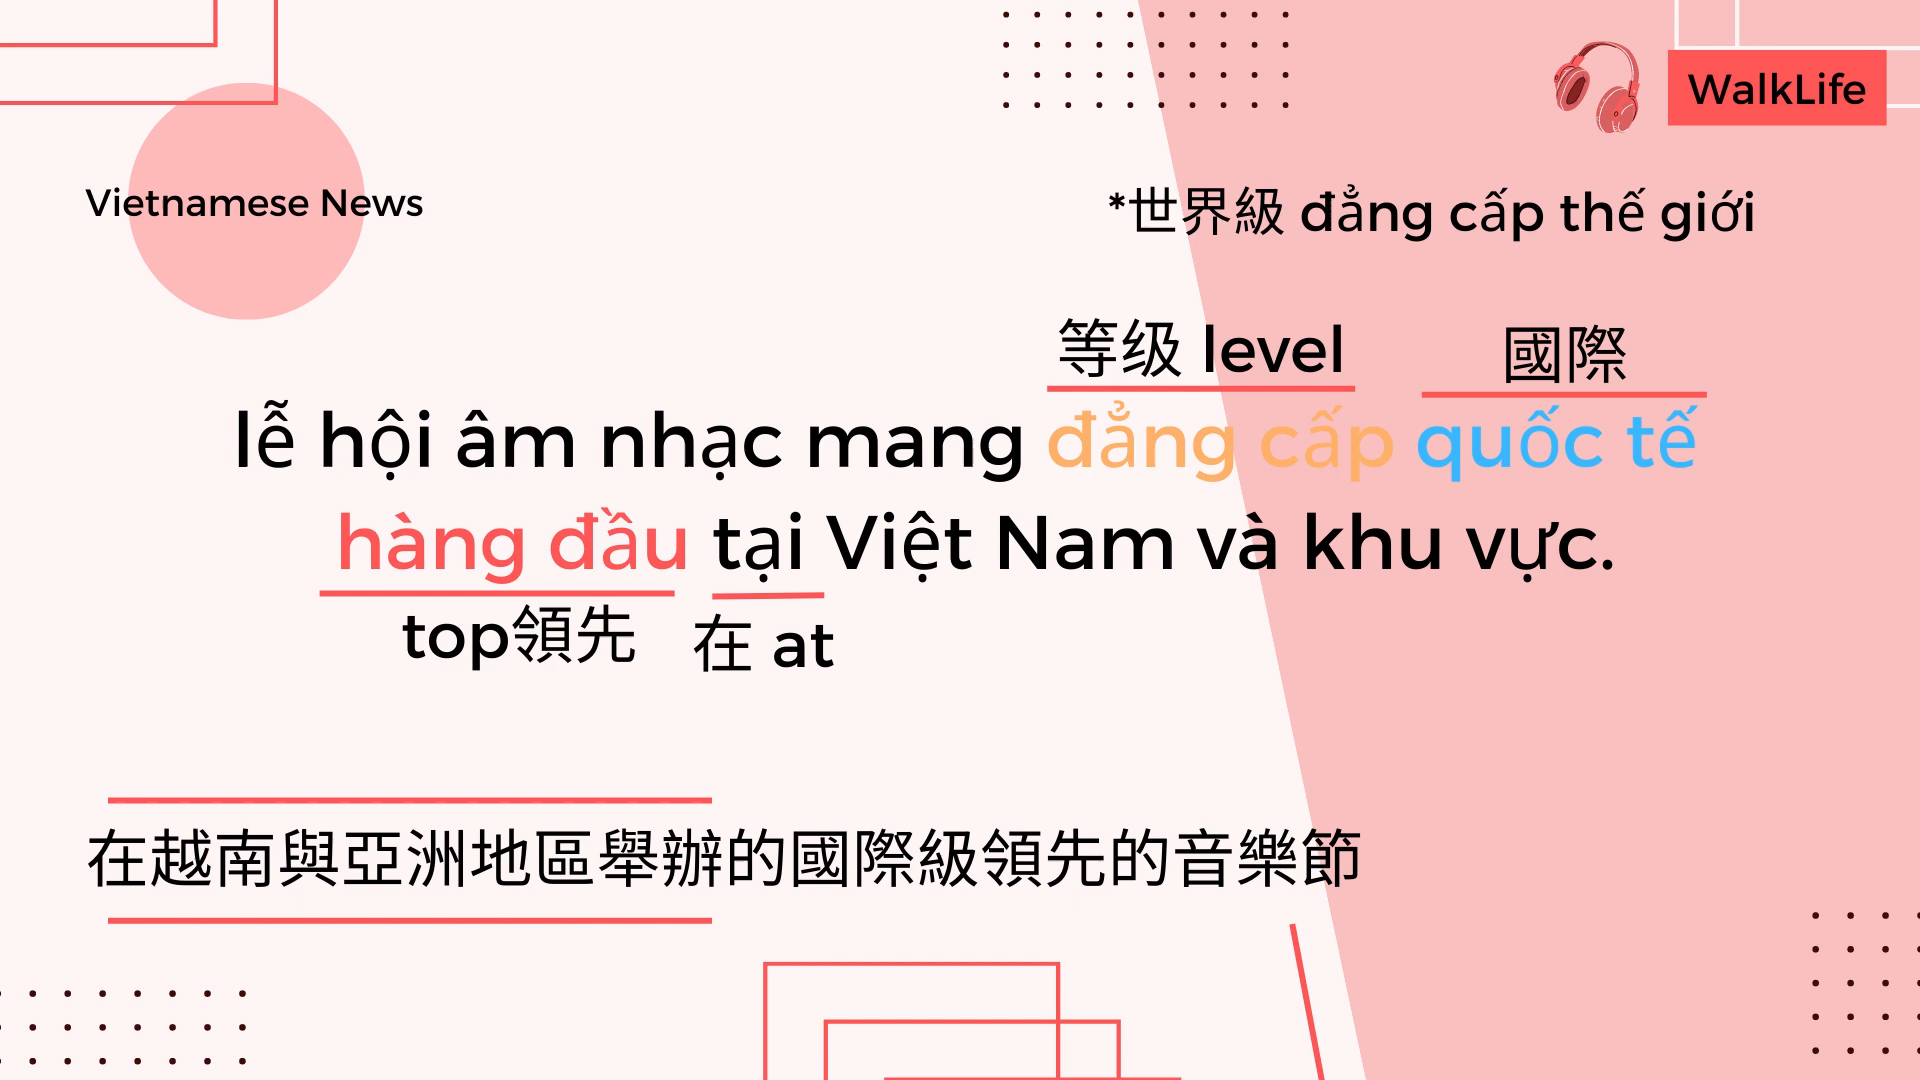 WalkLife
Vietnamese News
*世界級 đẳng cấp thế giới
等级 level
國際
lễ hội âm nhạc mang đẳng cấp quốc tế
hàng đầu tại Việt Nam và khu vực.
top領先
在 at
在越南與亞洲地區舉辦的國際級領先的音樂節